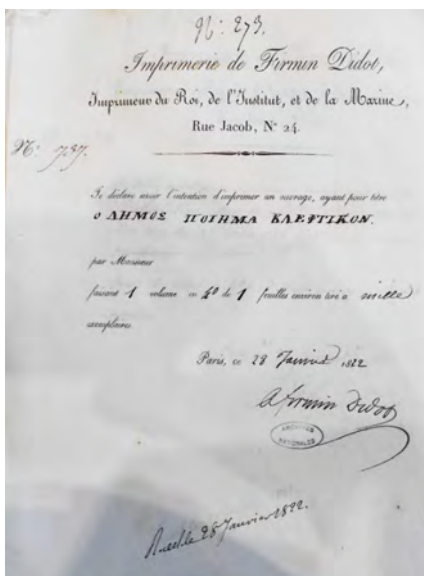 N.º 273.
Imprimerie de Firmin Didot,
Imprimeur du Roi, de l'Institut, et de la Marine,
Rue Jacob, N° 24.
N.º 737.
Je déclare avoir l'intention d'imprimer un ouvrage, ayant pour titre
Ο ΔΗΜΟΣ ΠΟΙΗΜΑ ΚΛΕΦΤΙΚΟΝ.
par Monsieur
faisant 1 volume in 4º de 1 feuilles environ tiré à mille
exemplaires.
Paris, ce 28 Janvier 1822
A firmin Didot
ARCHIVES
NATIONALES
le 28 Janvier 1822.